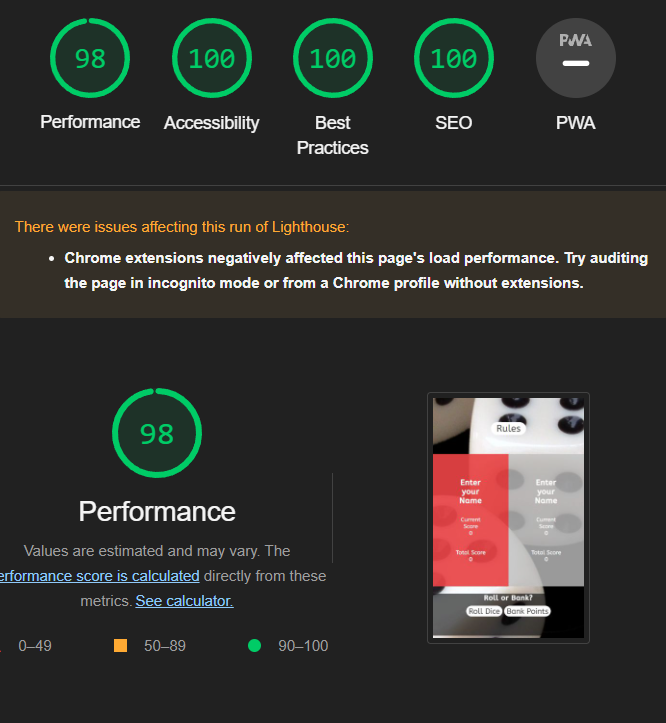 98 100 100 100 PWA
Performance Accessibility Best Practices SEO PWA
There were issues affecting this run of Lighthouse:
• Chrome extensions negatively affected this page's load performance. Try auditing
the page in incognito mode or from a Chrome profile without extensions.
98
Performance
Values are estimated and may vary. The
erformance score is calculated directly from these
metrics. See calculator.
0–49 50–89 90–100
Rules
Enter
your
Name
Current
Score
0
Total Score
0
Enter
your
Name
Current
Score
0
Total Score
0
Roll or Bank?
Roll Dice Bank Points